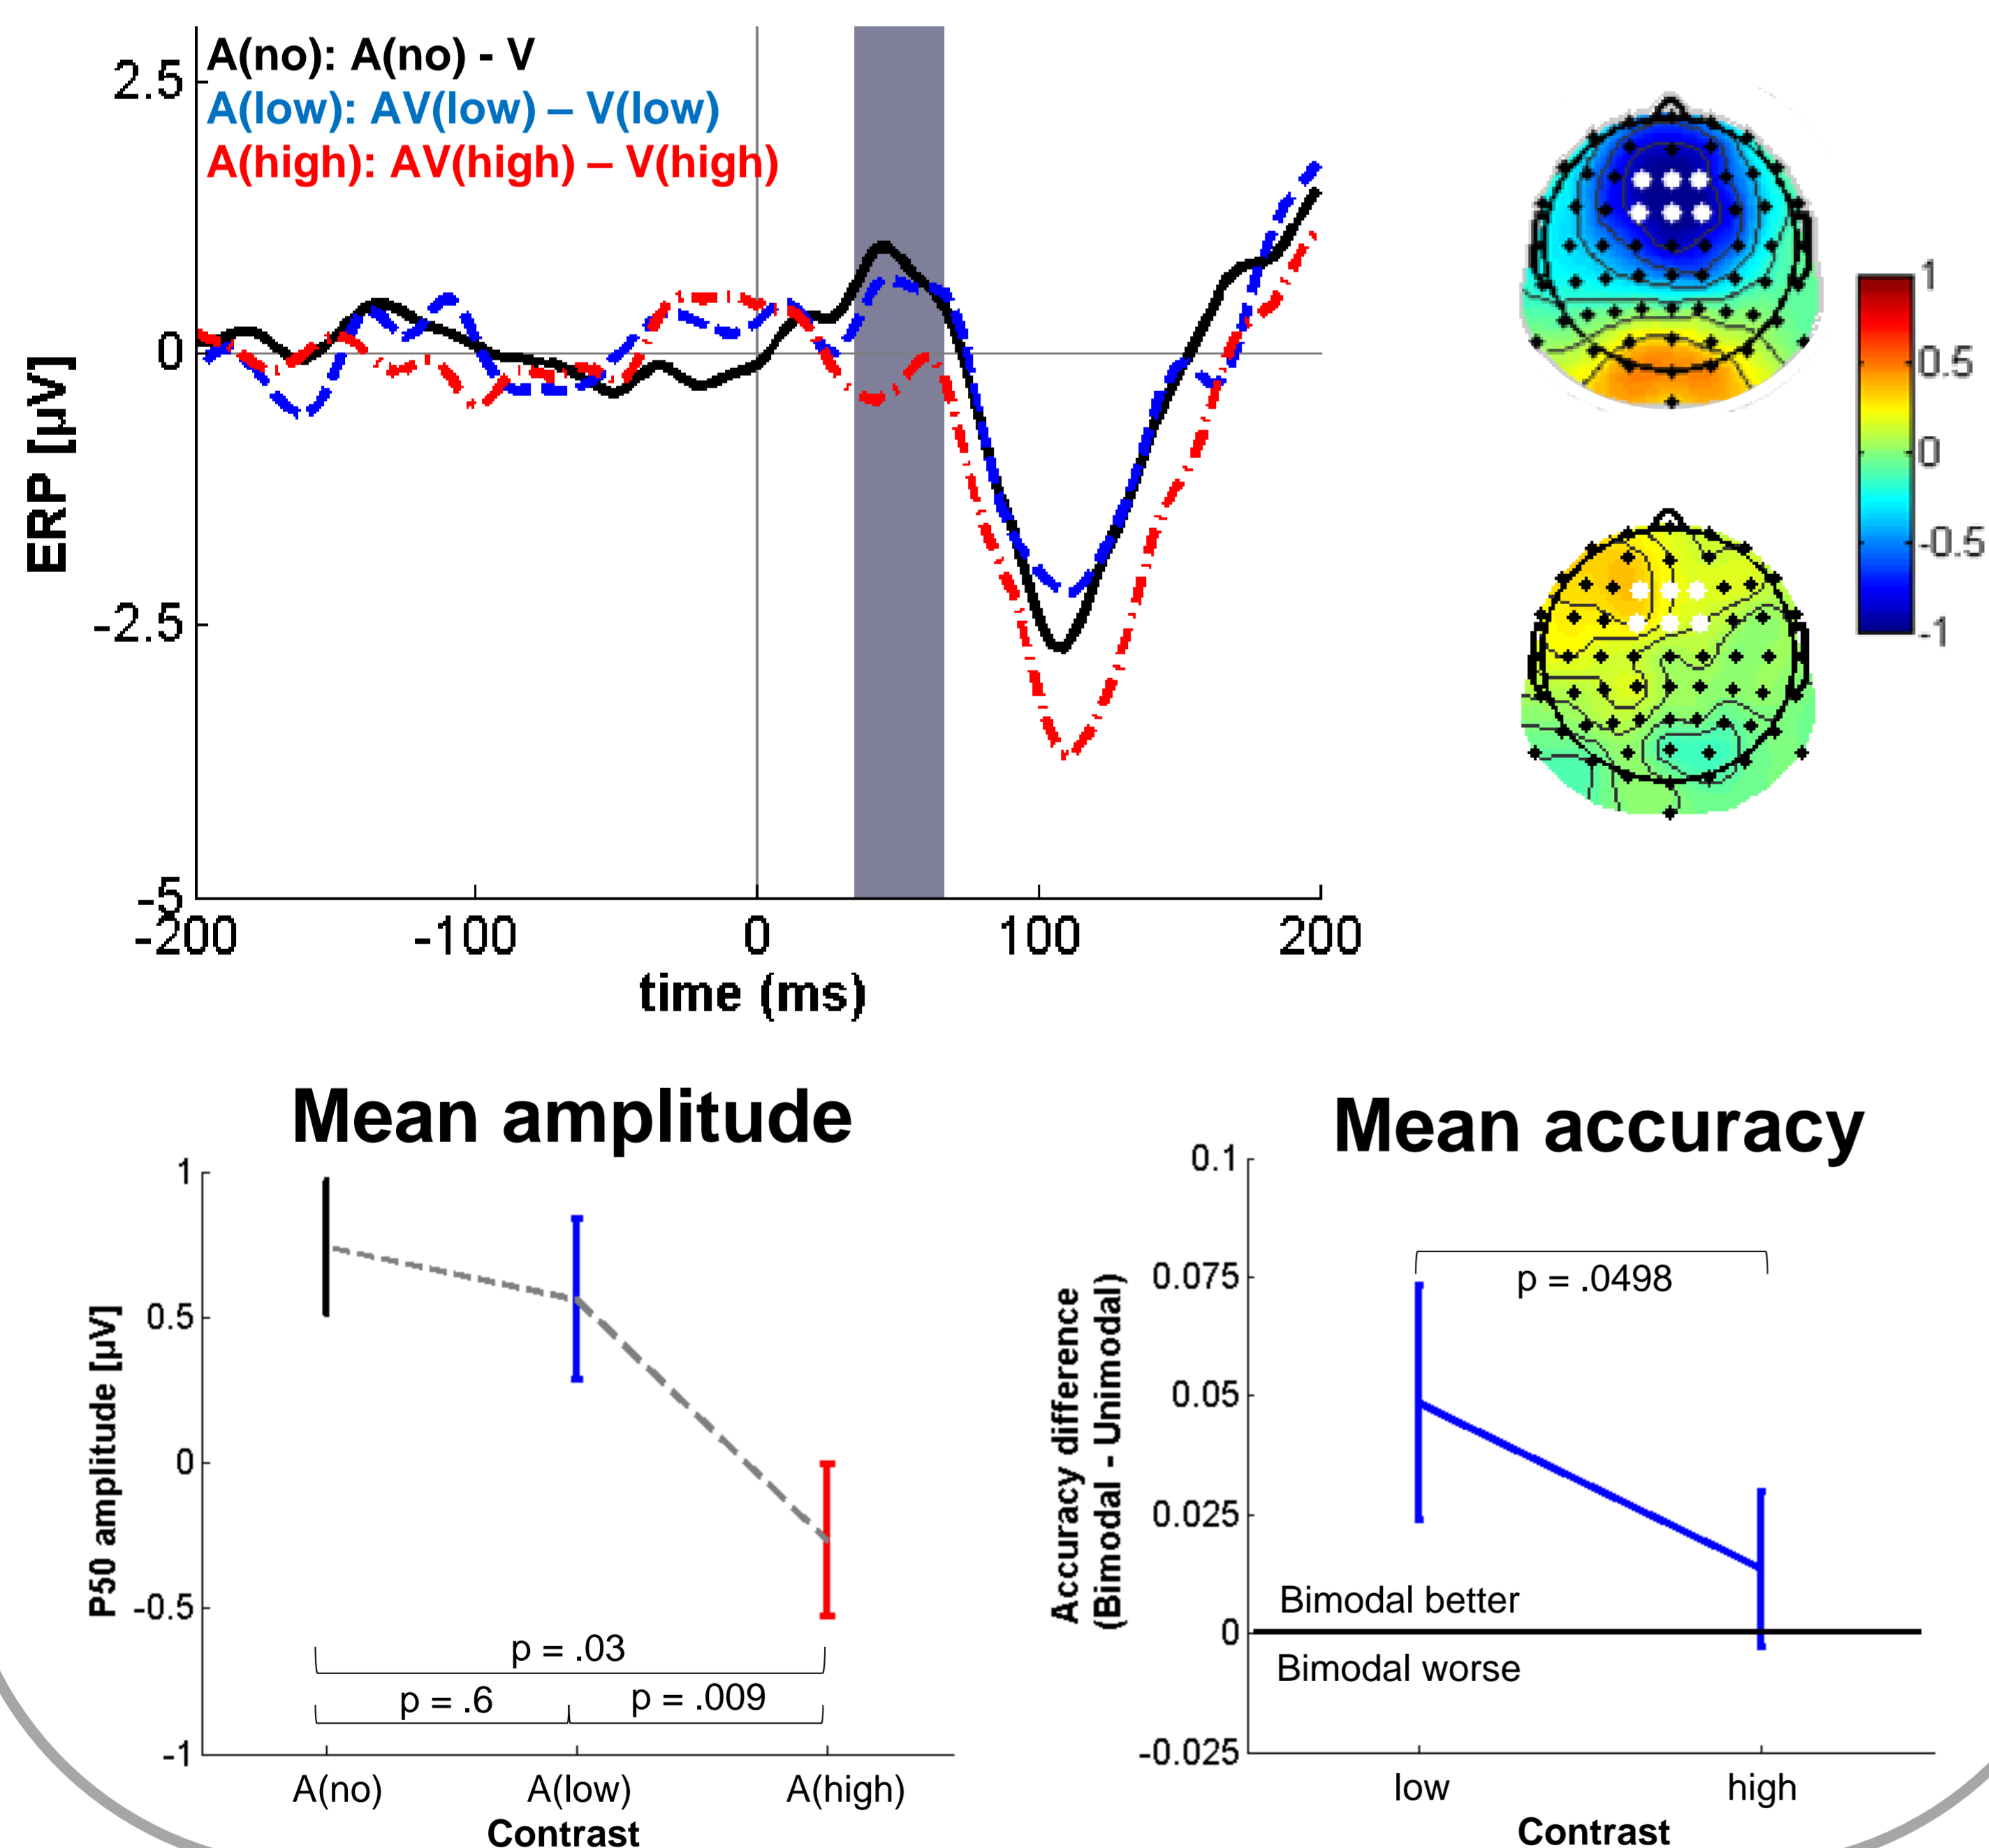 A(no): A(no) - V
A(low): AV(low) – V(low)
A(high): AV(high) – V(high)
2.5
0
-2.5
-5
ERP [µV]
-200 -100 0 100 200
time (ms)
1
0.5
0
-0.5
-1
Mean amplitude
1
0.5
0
-0.5
-1
P50 amplitude [µV]
p = .03
p = .6
p = .009
A(no) A(low) A(high)
Contrast
Mean accuracy
0.1
0.075
0.05
0.025
0
-0.025
Accuracy difference
(Bimodal - Unimodal)
p = .0498
Bimodal better
Bimodal worse
low high
Contrast